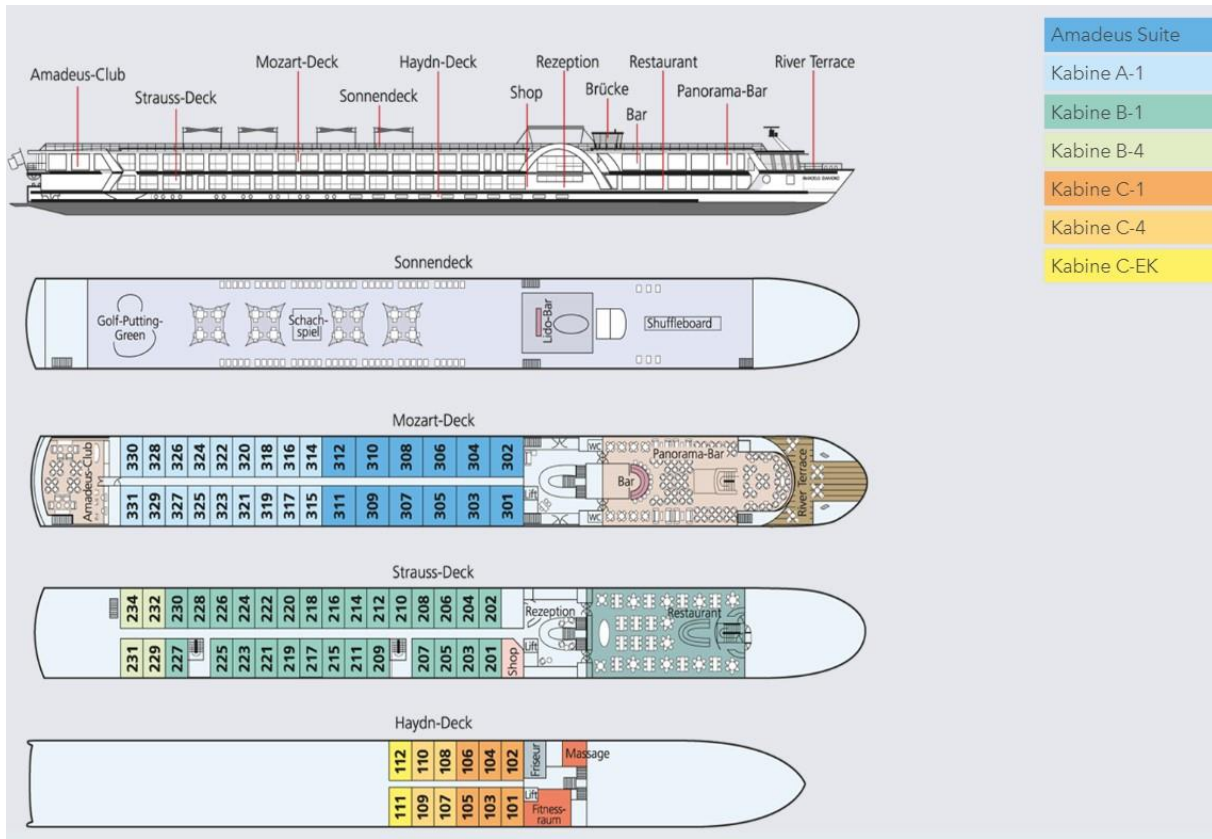 Amadeus Suite
Kabine A-1
Kabine B-1
Kabine B-4
Kabine C-1
Kabine C-4
Kabine C-EK
Amadeus-Club
Strauss-Deck
Mozart-Deck
Sonnendeck
Haydn-Deck
Shop
Rezeption
Brücke
Bar
Restaurant
Panorama-Bar
River Terrace
Sonnendeck
Golf-Putting-
Green
Schach-
spiel
Lido-Bar
Shuffleboard
Mozart-Deck
Amadeus-Club
330 328 326 324 322 320 318 316 314 312 310 308 306 304 302
331 329 327 325 323 321 319 317 315 311 309 307 305 303 301
Lift
WC
WC
Bar
Panorama-Bar
River Terrace
Strauss-Deck
234 232 230 228 226 224 222 220 218 216 214 212 210 208 206 204 202
231 229 227 225 223 221 219 217 215 211 209 207 205 203 201
Shop
Rezeption
Lift
Restaurant
Haydn-Deck
112 110 108 106 104 102
111 109 107 105 103 101
Friseur
Massage
Lift
Fitness-
raum